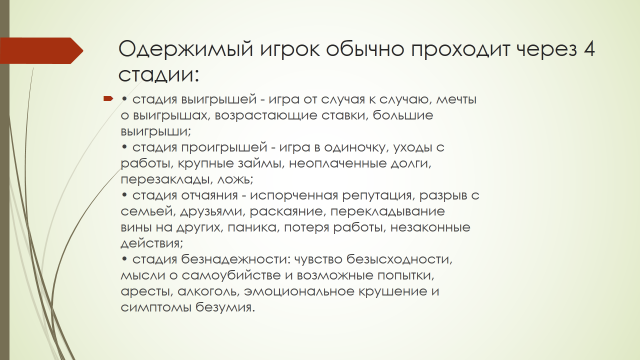 Одержимый игрок обычно проходит через 4
стадии:
• стадия выигрышей - игра от случая к случаю, мечты
о выигрышах, возрастающие ставки, большие
выигрыши;
• стадия проигрышей - игра в одиночку, уходы с
работы, крупные займы, неоплаченные долги,
перезаклады, ложь;
• стадия отчаяния - испорченная репутация, разрыв с
семьей, друзьями, раскаяние, перекладывание
вины на других, паника, потеря работы, незаконные
действия;
• стадия безнадежности: чувство безысходности,
мысли о самоубийстве и возможные попытки,
аресты, алкоголь, эмоциональное крушение и
симптомы безумия.